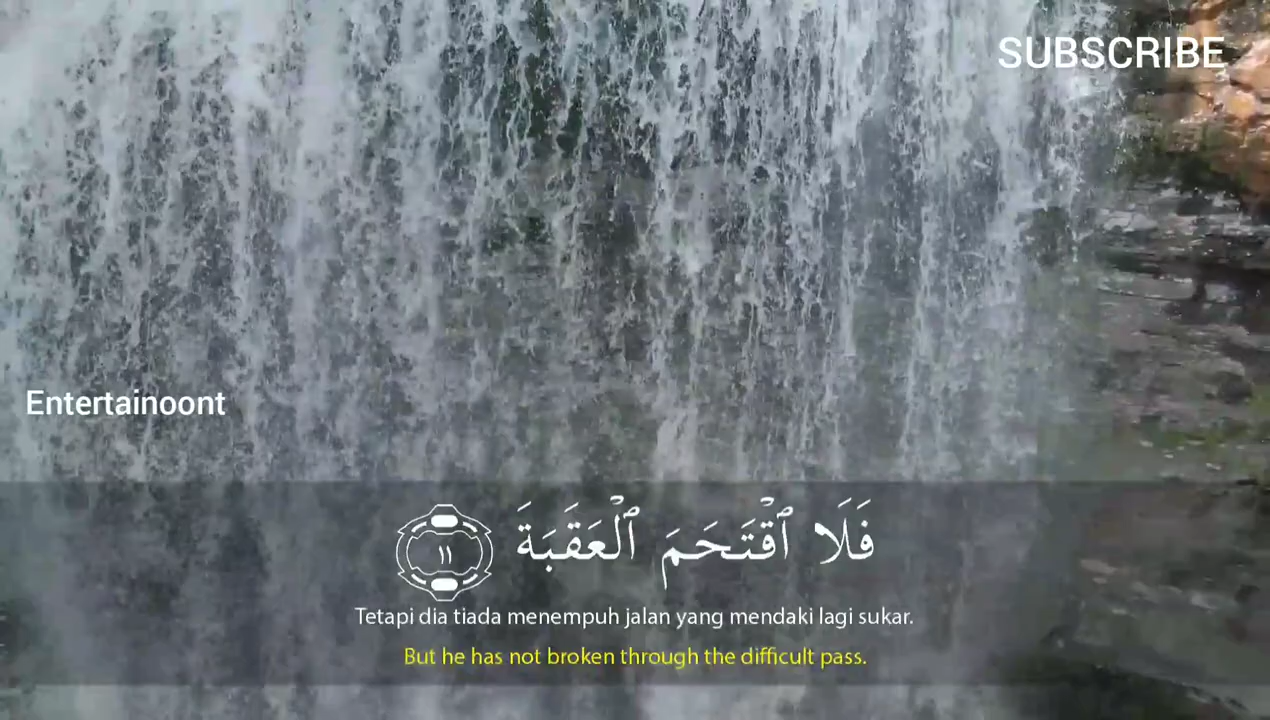 SUBSCRIBE
Entertainoont
فَلَا ٱقْتَحَمَ ٱلْعَقَبَةَ ١١
Tetapi dia tiada menempuh jalan yang mendaki lagi sukar.
But he has not broken through the difficult pass.